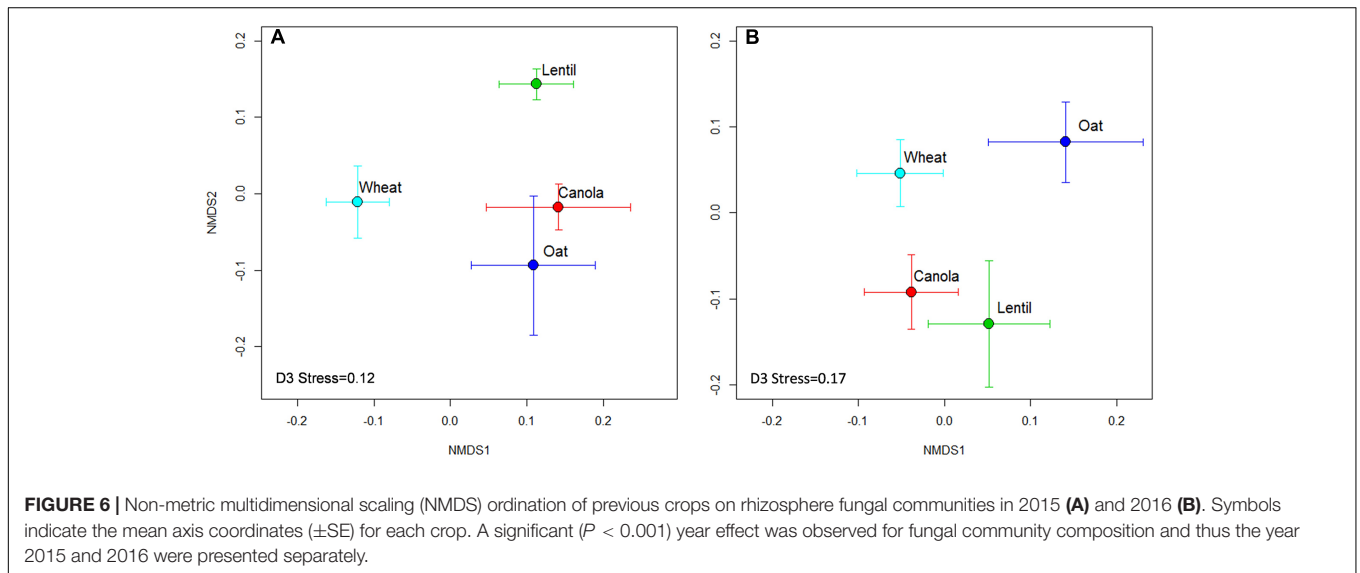 A
0.2
0.1
0.0
-0.1
-0.2
NMDS2
Lentil
Wheat
Canola
Oat
D3 Stress=0.12
-0.2 -0.1 0.0 0.1 0.2
NMDS1
B
0.2
0.1
0.0
-0.1
-0.2
Oat
Wheat
Canola
Lentil
D3 Stress=0.17
-0.2 -0.1 0.0 0.1 0.2
NMDS1
FIGURE 6 | Non-metric multidimensional scaling (NMDS) ordination of previous crops on rhizosphere fungal communities in 2015 (A) and 2016 (B). Symbols
indicate the mean axis coordinates (±SE) for each crop. A significant (P < 0.001) year effect was observed for fungal community composition and thus the year
2015 and 2016 were presented separately.